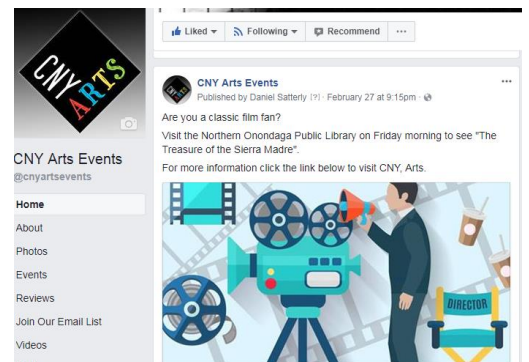 Liked
Following
Recommend
CNY
ARTS
CNY Arts Events
@cnyartsevents
Home
About
Photos
Events
Reviews
Join Our Email List
Videos
CNY Arts Events
Published by Daniel Satterly [?] · February 27 at 9:15pm ·
Are you a classic film fan?
Visit the Northern Onondaga Public Library on Friday morning to see "The
Treasure of the Sierra Madre".
For more information click the link below to visit CNY, Arts.
DIRECTOR